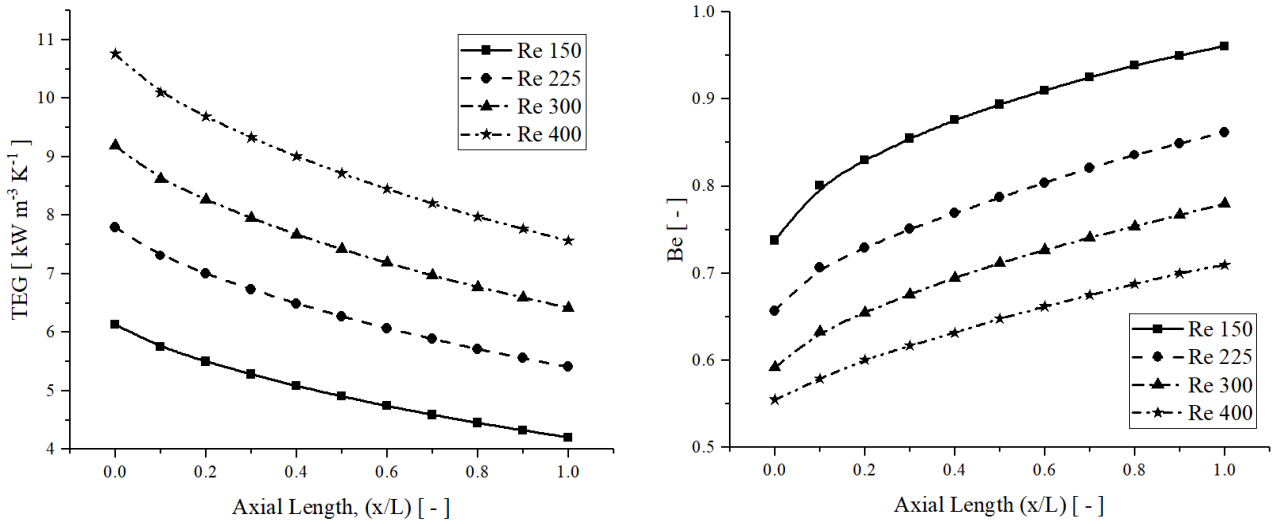 TEG [ kW m⁻³ K⁻¹ ]
11
10
9
8
7
6
5
4
0.0 0.2 0.4 0.6 0.8 1.0
Axial Length, (x/L) [ - ]
Re 150
Re 225
Re 300
Re 400
Be [ - ]
1.0
0.9
0.8
0.7
0.6
0.5
0.0 0.2 0.4 0.6 0.8 1.0
Axial Length (x/L) [ - ]
Re 150
Re 225
Re 300
Re 400